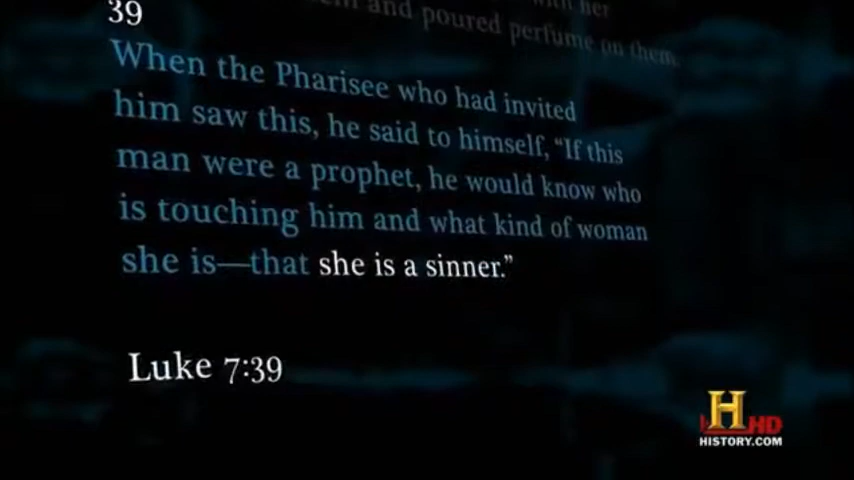 with her
and poured perfume on them.
39
When the Pharisee who had invited
him saw this, he said to himself, “If this
man were a prophet, he would know who
is touching him and what kind of woman
she is—that she is a sinner.”
Luke 7:39
H HD
HISTORY.COM